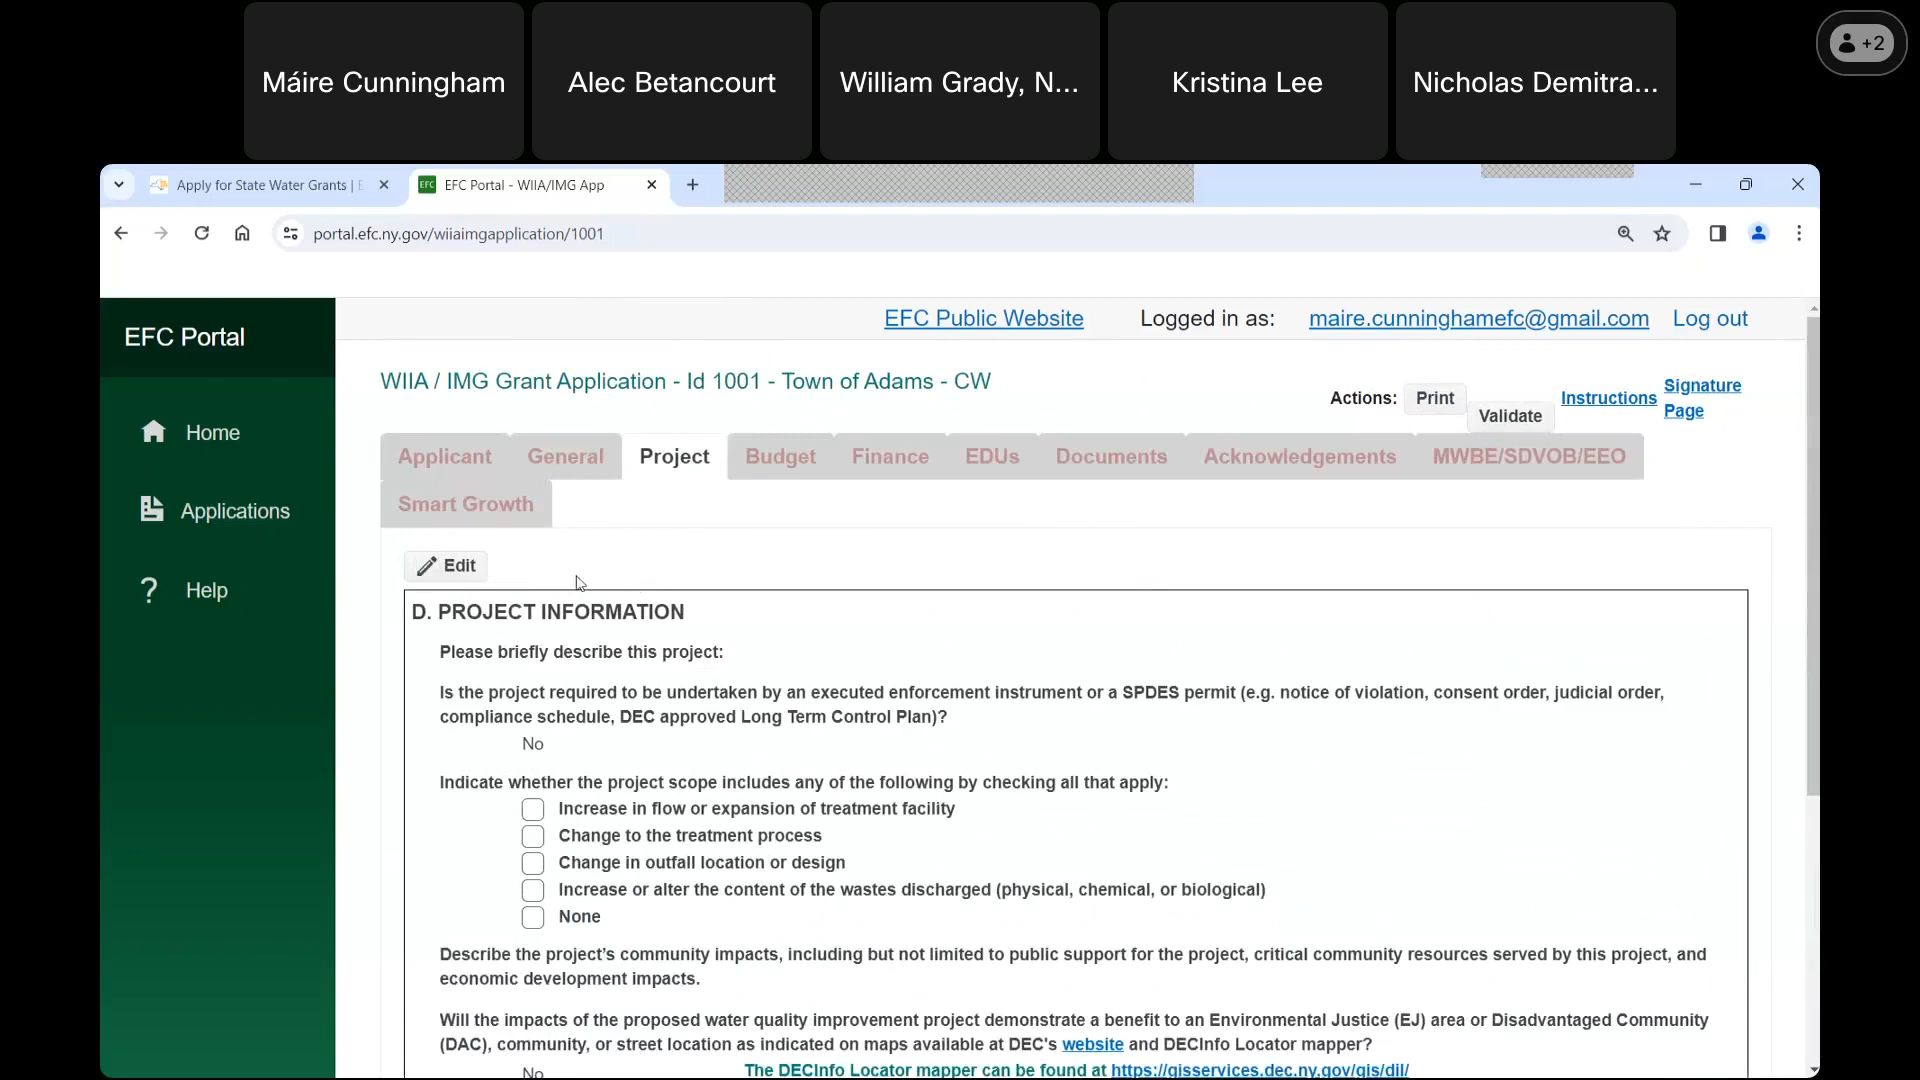 Máire Cunningham
Alec Betancourt
William Grady, N...
Kristina Lee
Nicholas Demitra...
+2
Apply for State Water Grants | E
EFC
EFC Portal - WIIA/IMG App
portal.efc.ny.gov/wiiaimgapplication/1001
EFC Portal
EFC Public Website
Logged in as:
maire.cunninghamefc@gmail.com
Log out
WIIA / IMG Grant Application - Id 1001 - Town of Adams - CW
Actions:
Print
Validate
Instructions
Signature
Page
Home
Applications
Help
Applicant
General
Project
Budget
Finance
EDUs
Documents
Acknowledgements
MWBE/SDVOB/EEO
Smart Growth
Edit
D. PROJECT INFORMATION
Please briefly describe this project:
Is the project required to be undertaken by an executed enforcement instrument or a SPDES permit (e.g. notice of violation, consent order, judicial order,
compliance schedule, DEC approved Long Term Control Plan)?
No
Indicate whether the project scope includes any of the following by checking all that apply:
Increase in flow or expansion of treatment facility
Change to the treatment process
Change in outfall location or design
Increase or alter the content of the wastes discharged (physical, chemical, or biological)
None
Describe the project's community impacts, including but not limited to public support for the project, critical community resources served by this project, and
economic development impacts.
Will the impacts of the proposed water quality improvement project demonstrate a benefit to an Environmental Justice (EJ) area or Disadvantaged Community
(DAC), community, or street location as indicated on maps available at DEC's website and DECInfo Locator mapper?
No
The DECInfo Locator mapper can be found at https://gisservices.dec.ny.gov/gis/dil/